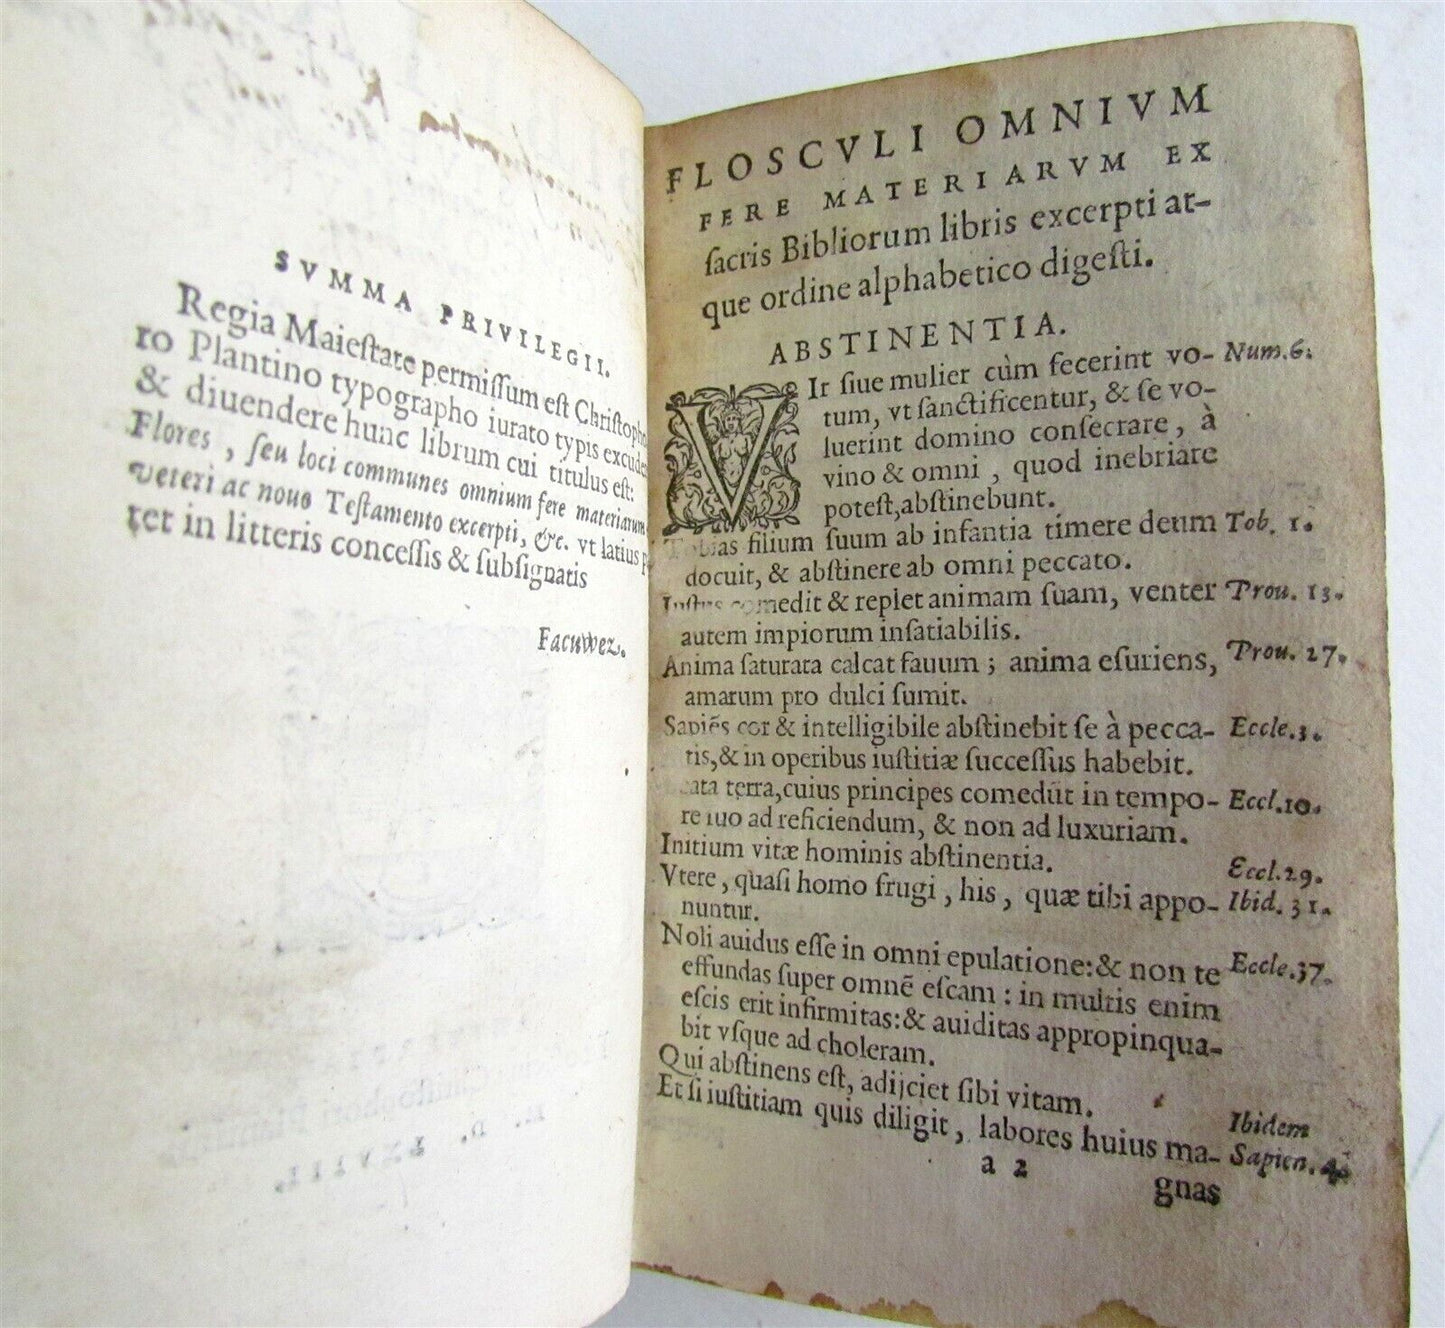 SVMMA PRIVILEGII.
Regia Maiestate permissum est Christopho
ro Plantino typographo iurato typis excude
& diuendere hunc librum cui titulus est:
Flores, seu loci communes omnium fere materiarum
veteri ac nouo Testamento excerpti, &c. vt latius p
tet in litteris concessis & subsignatis
Facuwez.
FLOSCVLI OMNIVM
FERE MATERIARVM EX
sacris Bibliorum libris excerpti at-
que ordine alphabetico digesti.
ABSTINENTIA.
VIr siue mulier cùm fecerint vo- Num.6.
tum, vt sanctificentur, & se vo-
luerint domino consecrare, à
vino & omni, quod inebriare
potest, abstinebunt.
Tobias filium suum ab infantia timere deum Tob. 1.
docuit, & abstinere ab omni peccato.
Iustus comedit & replet animam suam, venter Prou. 13.
autem impiorum insatiabilis.
Anima saturata calcat fauum; anima esuriens, Prou. 27.
amarum pro dulci sumit.
Sapiēs cor & intelligibile abstinebit se à pecca- Eccle.3.
tis, & in operibus iustitiæ successus habebit.
ata terra, cuius principes comedūt in tempo- Eccl.10.
re suo ad reficiendum, & non ad luxuriam.
Initium vitæ hominis abstinentia. Eccl.29.
Vtere, quasi homo frugi, his, quæ tibi appo- Ibid. 31.
nuntur.
Noli auidus esse in omni epulatione: & non te Eccle.37.
effundas super omnē escam: in multis enim
escis erit infirmitas: & auiditas appropinqua-
bit vsque ad choleram.
Qui abstinens est, adijciet sibi vitam. Ibidem
Et si iustitiam quis diligit, labores huius ma- Sapien.
a 2
gnas